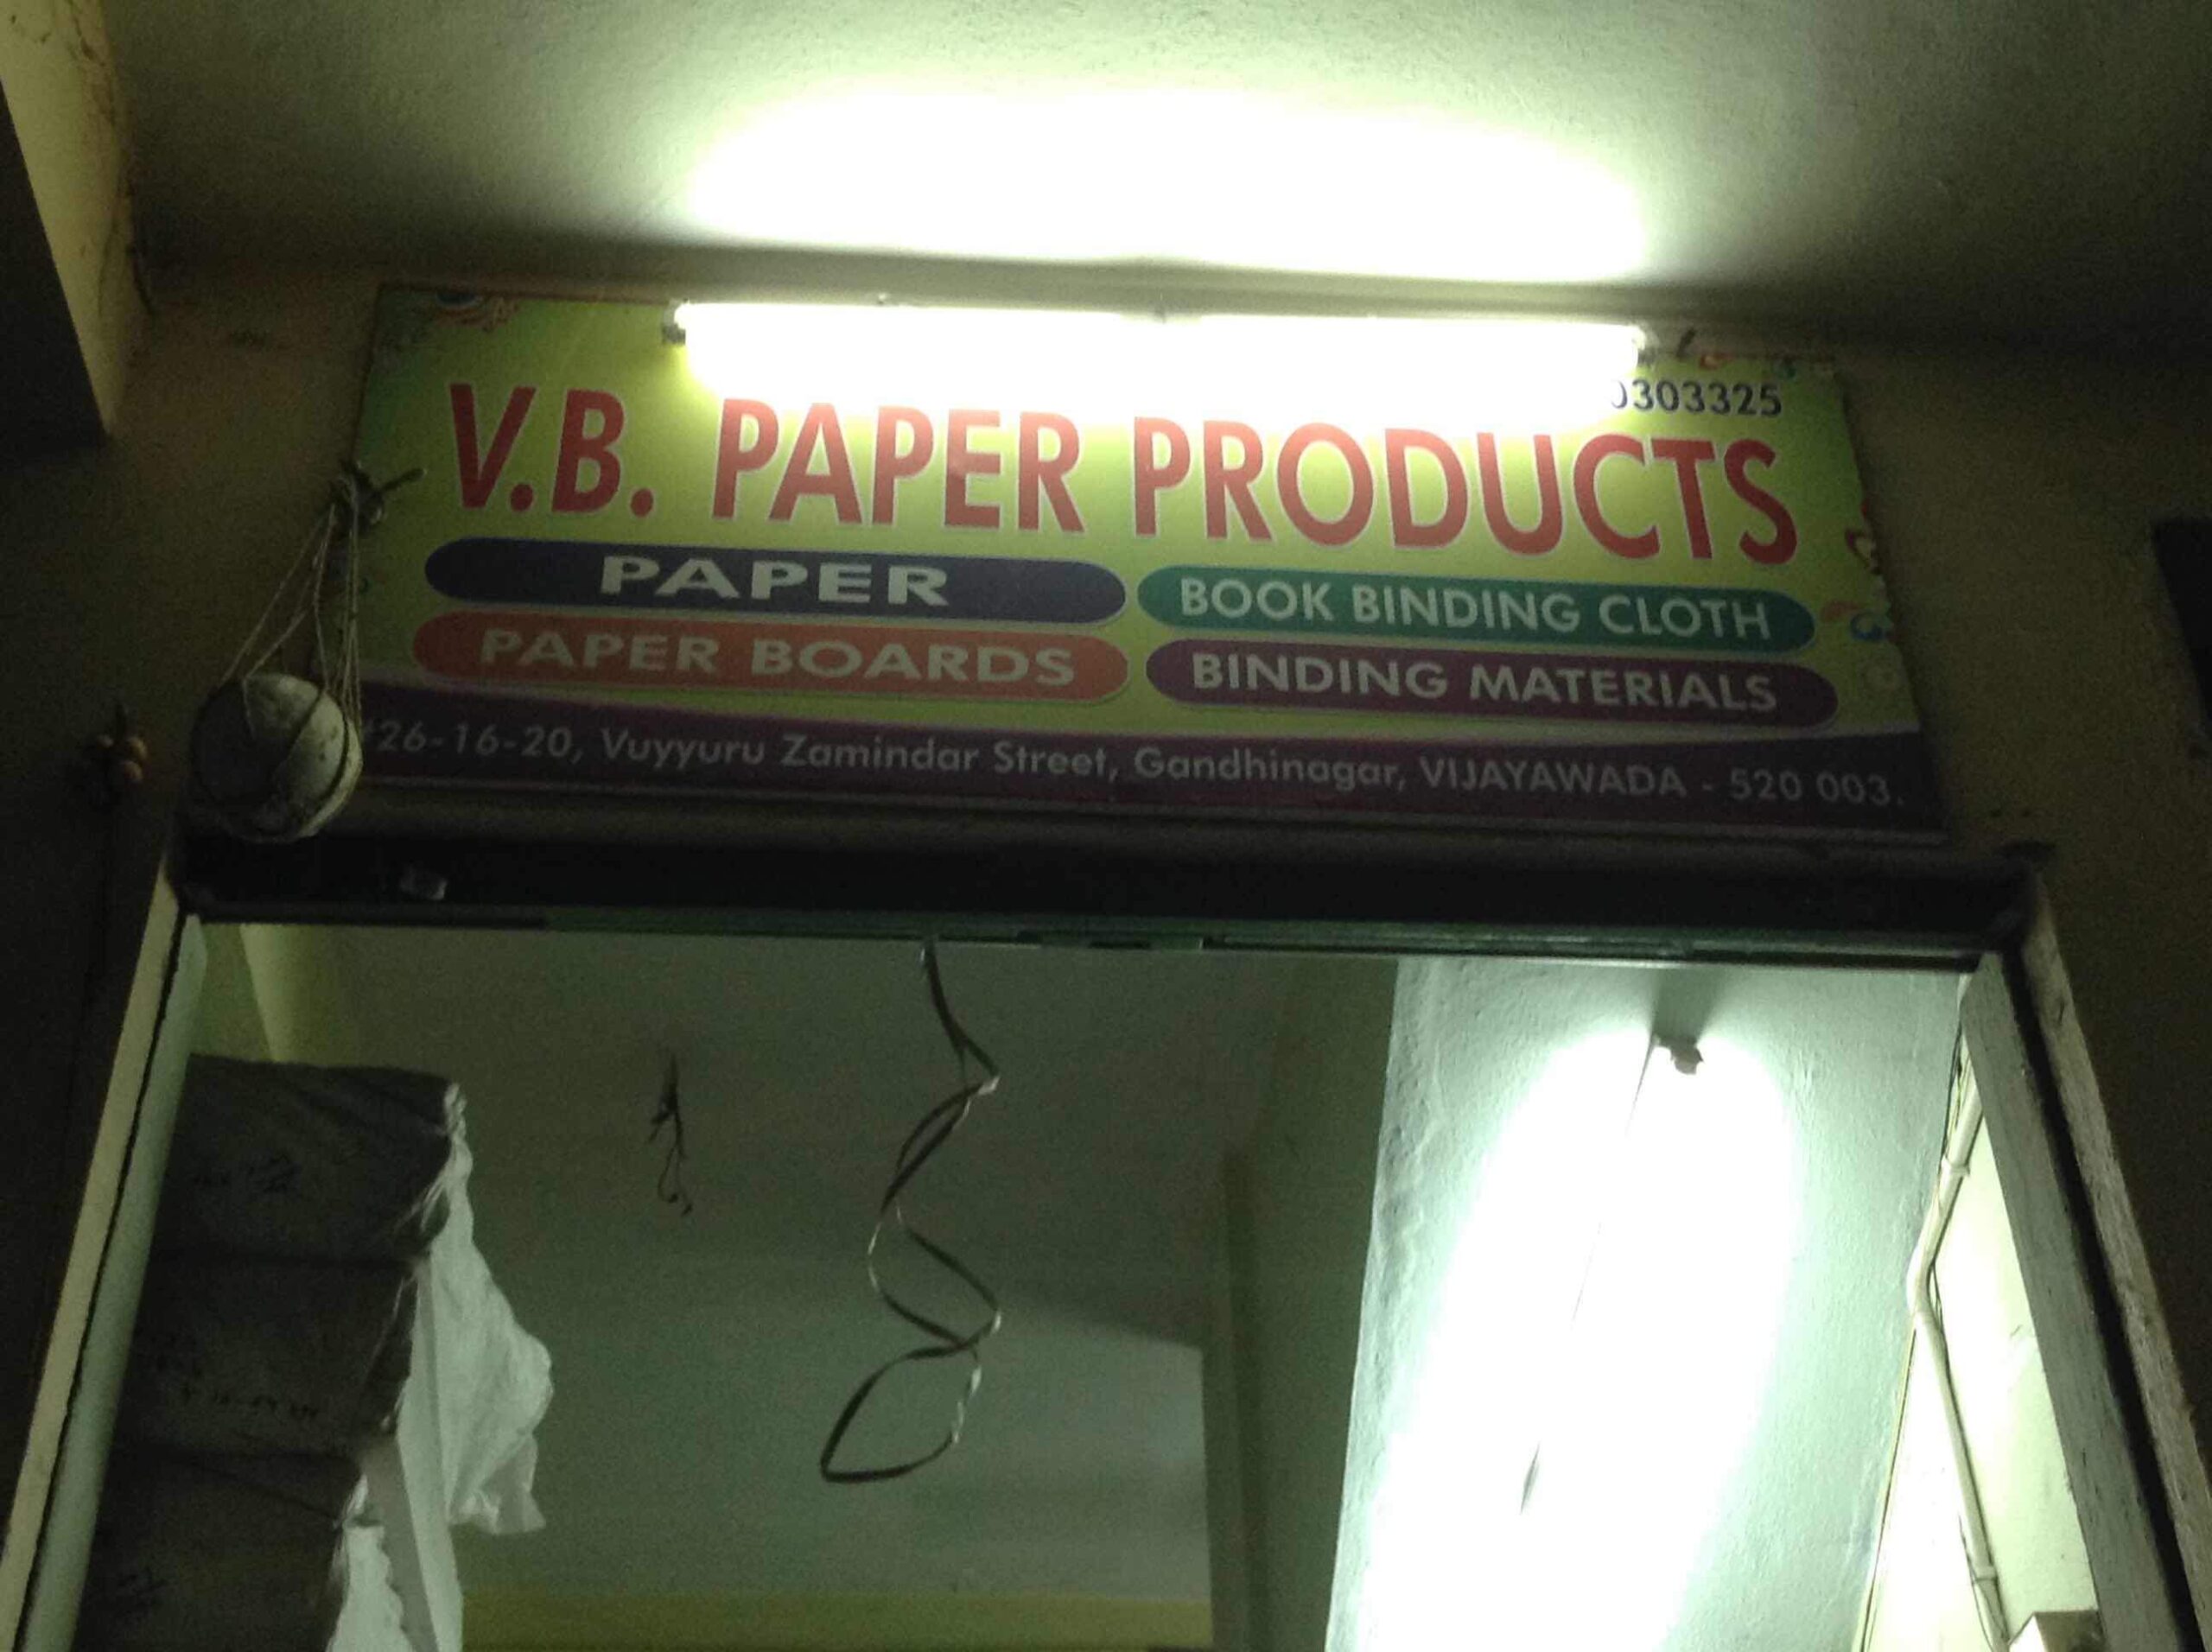 303325
V.B. PAPER PRODUCTS
PAPER
BOOK BINDING CLOTH
PAPER BOARDS
BINDING MATERIALS
#26-16-20, Vuyyuru Zamindar Street, Gandhinagar, VIJAYAWADA - 520 003.